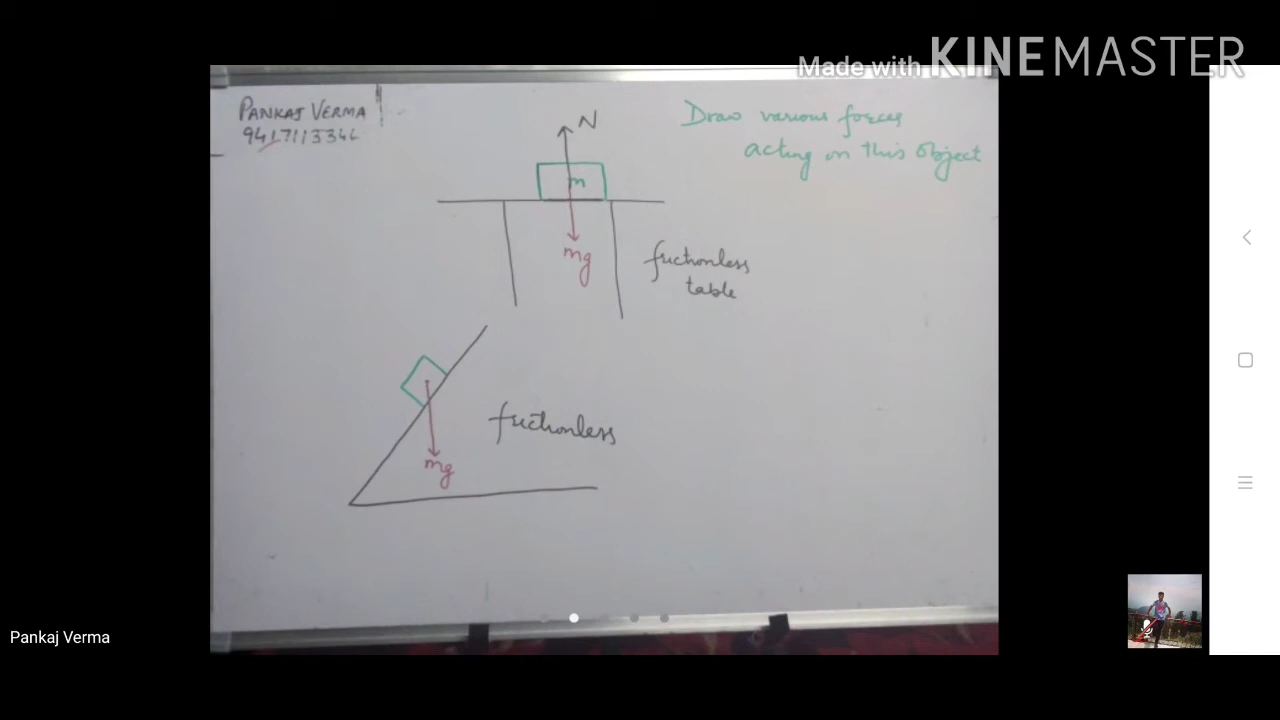 Made with KINEMASTER
PANKAJ VERMA
N
Draw various forces
acting on this object
m
mg
frictionless
table
frictionless
mg
Pankaj Verma